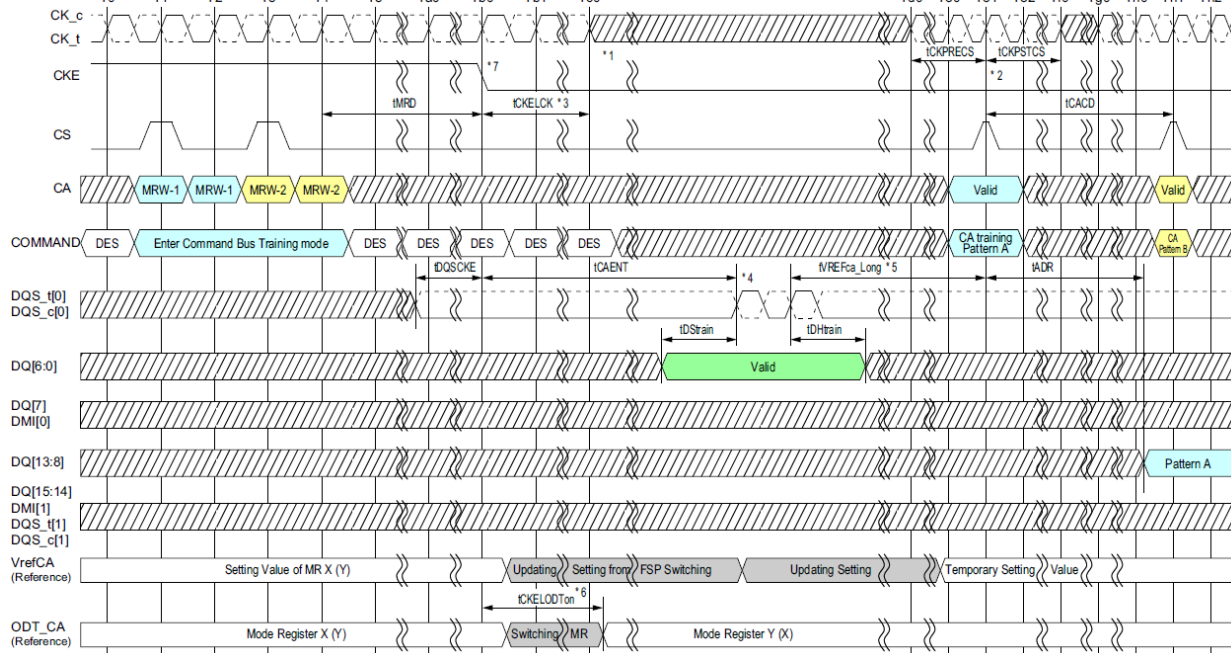 CK_c
CK_t
tCKPRECS
tCKPSTCS
*1
CKE
*7
*2
tMRD
tCKELCK *3
tCACD
CS
CA
MRW-1
MRW-1
MRW-2
MRW-2
Valid
Valid
COMMAND
DES
Enter Command Bus Training mode
DES
DES
DES
DES
DES
CA training
Pattern A
CA
Pattern B
tDQSCKE
tCAENT
*4
tVREFca_Long *5
tADR
DQS_t[0]
DQS_c[0]
tDStrain
tDHtrain
DQ[6:0]
Valid
DQ[7]
DMI[0]
DQ[13:8]
Pattern A
DQ[15:14]
DMI[1]
DQS_t[1]
DQS_c[1]
VrefCA
(Reference)
Setting Value of MR X (Y)
Updating
Setting from FSP Switching
Updating Setting
Temporary Setting
Value
tCKELODTon *6
ODT_CA
(Reference)
Mode Register X (Y)
Switching
MR
Mode Register Y (X)